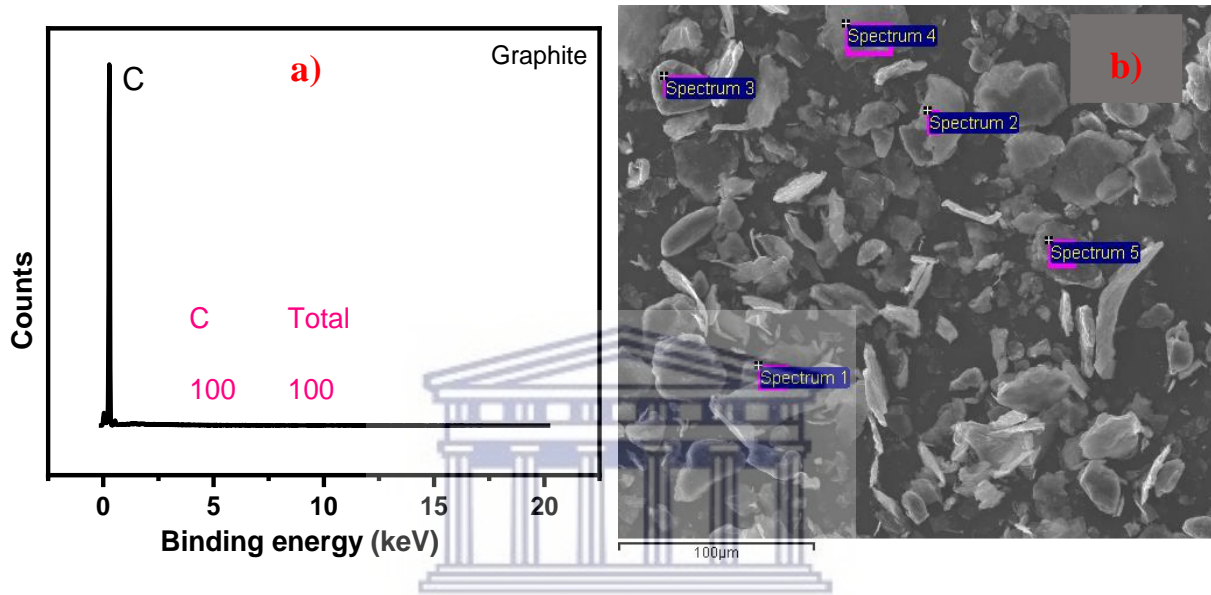 Graphite
a)
C
Counts
C Total
100 100
0 5 10 15 20
Binding energy (keV)
b)
Spectrum 4
Spectrum 3
Spectrum 2
Spectrum 5
Spectrum 1
100µm